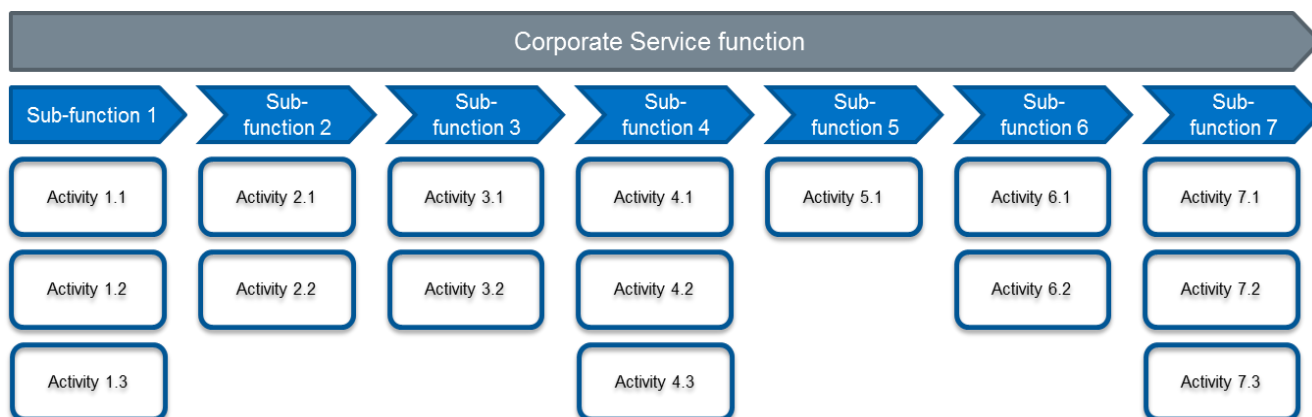 Corporate Service function
Sub-function 1
Sub-
function 2
Sub-
function 3
Sub-
function 4
Sub-
function 5
Sub-
function 6
Sub-
function 7
Activity 1.1
Activity 2.1
Activity 3.1
Activity 4.1
Activity 5.1
Activity 6.1
Activity 7.1
Activity 1.2
Activity 2.2
Activity 3.2
Activity 4.2
Activity 6.2
Activity 7.2
Activity 1.3
Activity 4.3
Activity 7.3